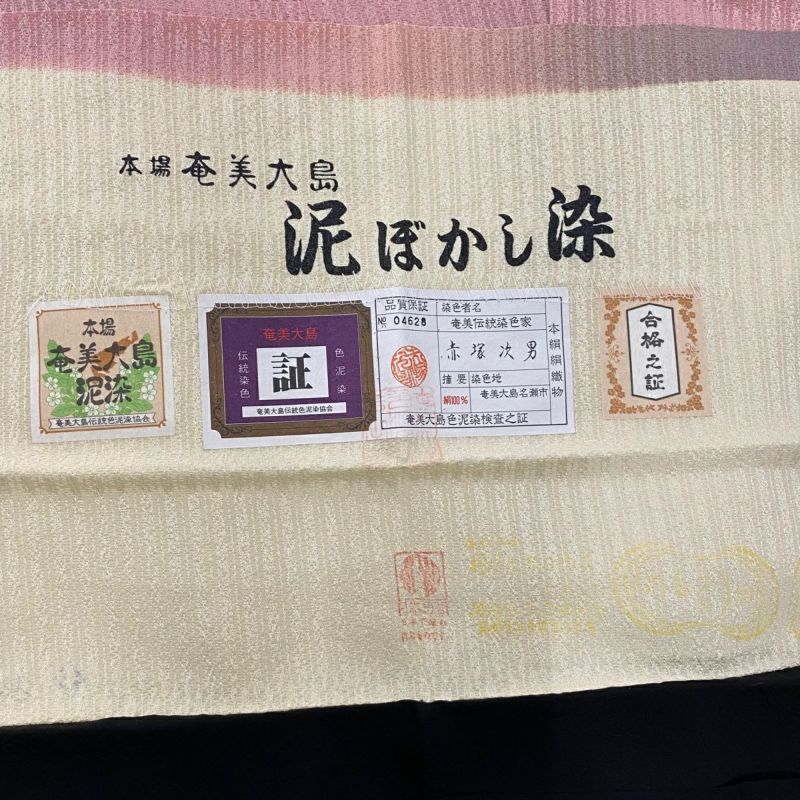 本場 奄美大島
泥ぼかし染
本場
奄美大島
泥染
奄美大島伝統色泥染協会
奄美大島
伝統染色
証
色泥染
奄美大島伝統色泥染協会
品質保証
No. 04628
染色者名
奄美伝統染色家
赤塚次男
摘要
絹100%
染色地
奄美大島名瀬市
本絹絹織物
奄美大島色泥染検査之証
合格之証